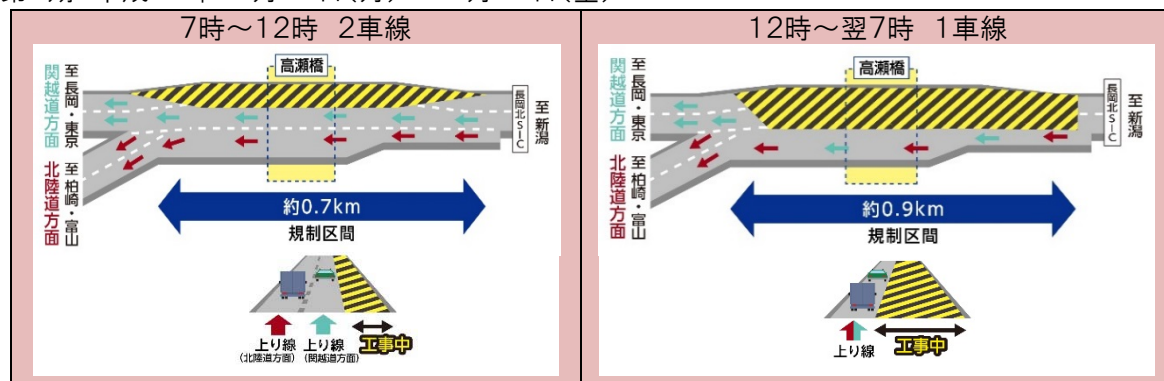 7時～12時 2車線
高瀬橋
関越道方面
至長岡・東京
北陸道方面
至柏崎・富山
長岡北SIC
至新潟
約0.7km
規制区間
上り線
(北陸道方面)
上り線
(関越道方面)
工事中
12時～翌7時 1車線
高瀬橋
関越道方面
至長岡・東京
北陸道方面
至柏崎・富山
長岡北SIC
至新潟
約0.9km
規制区間
上り線
工事中